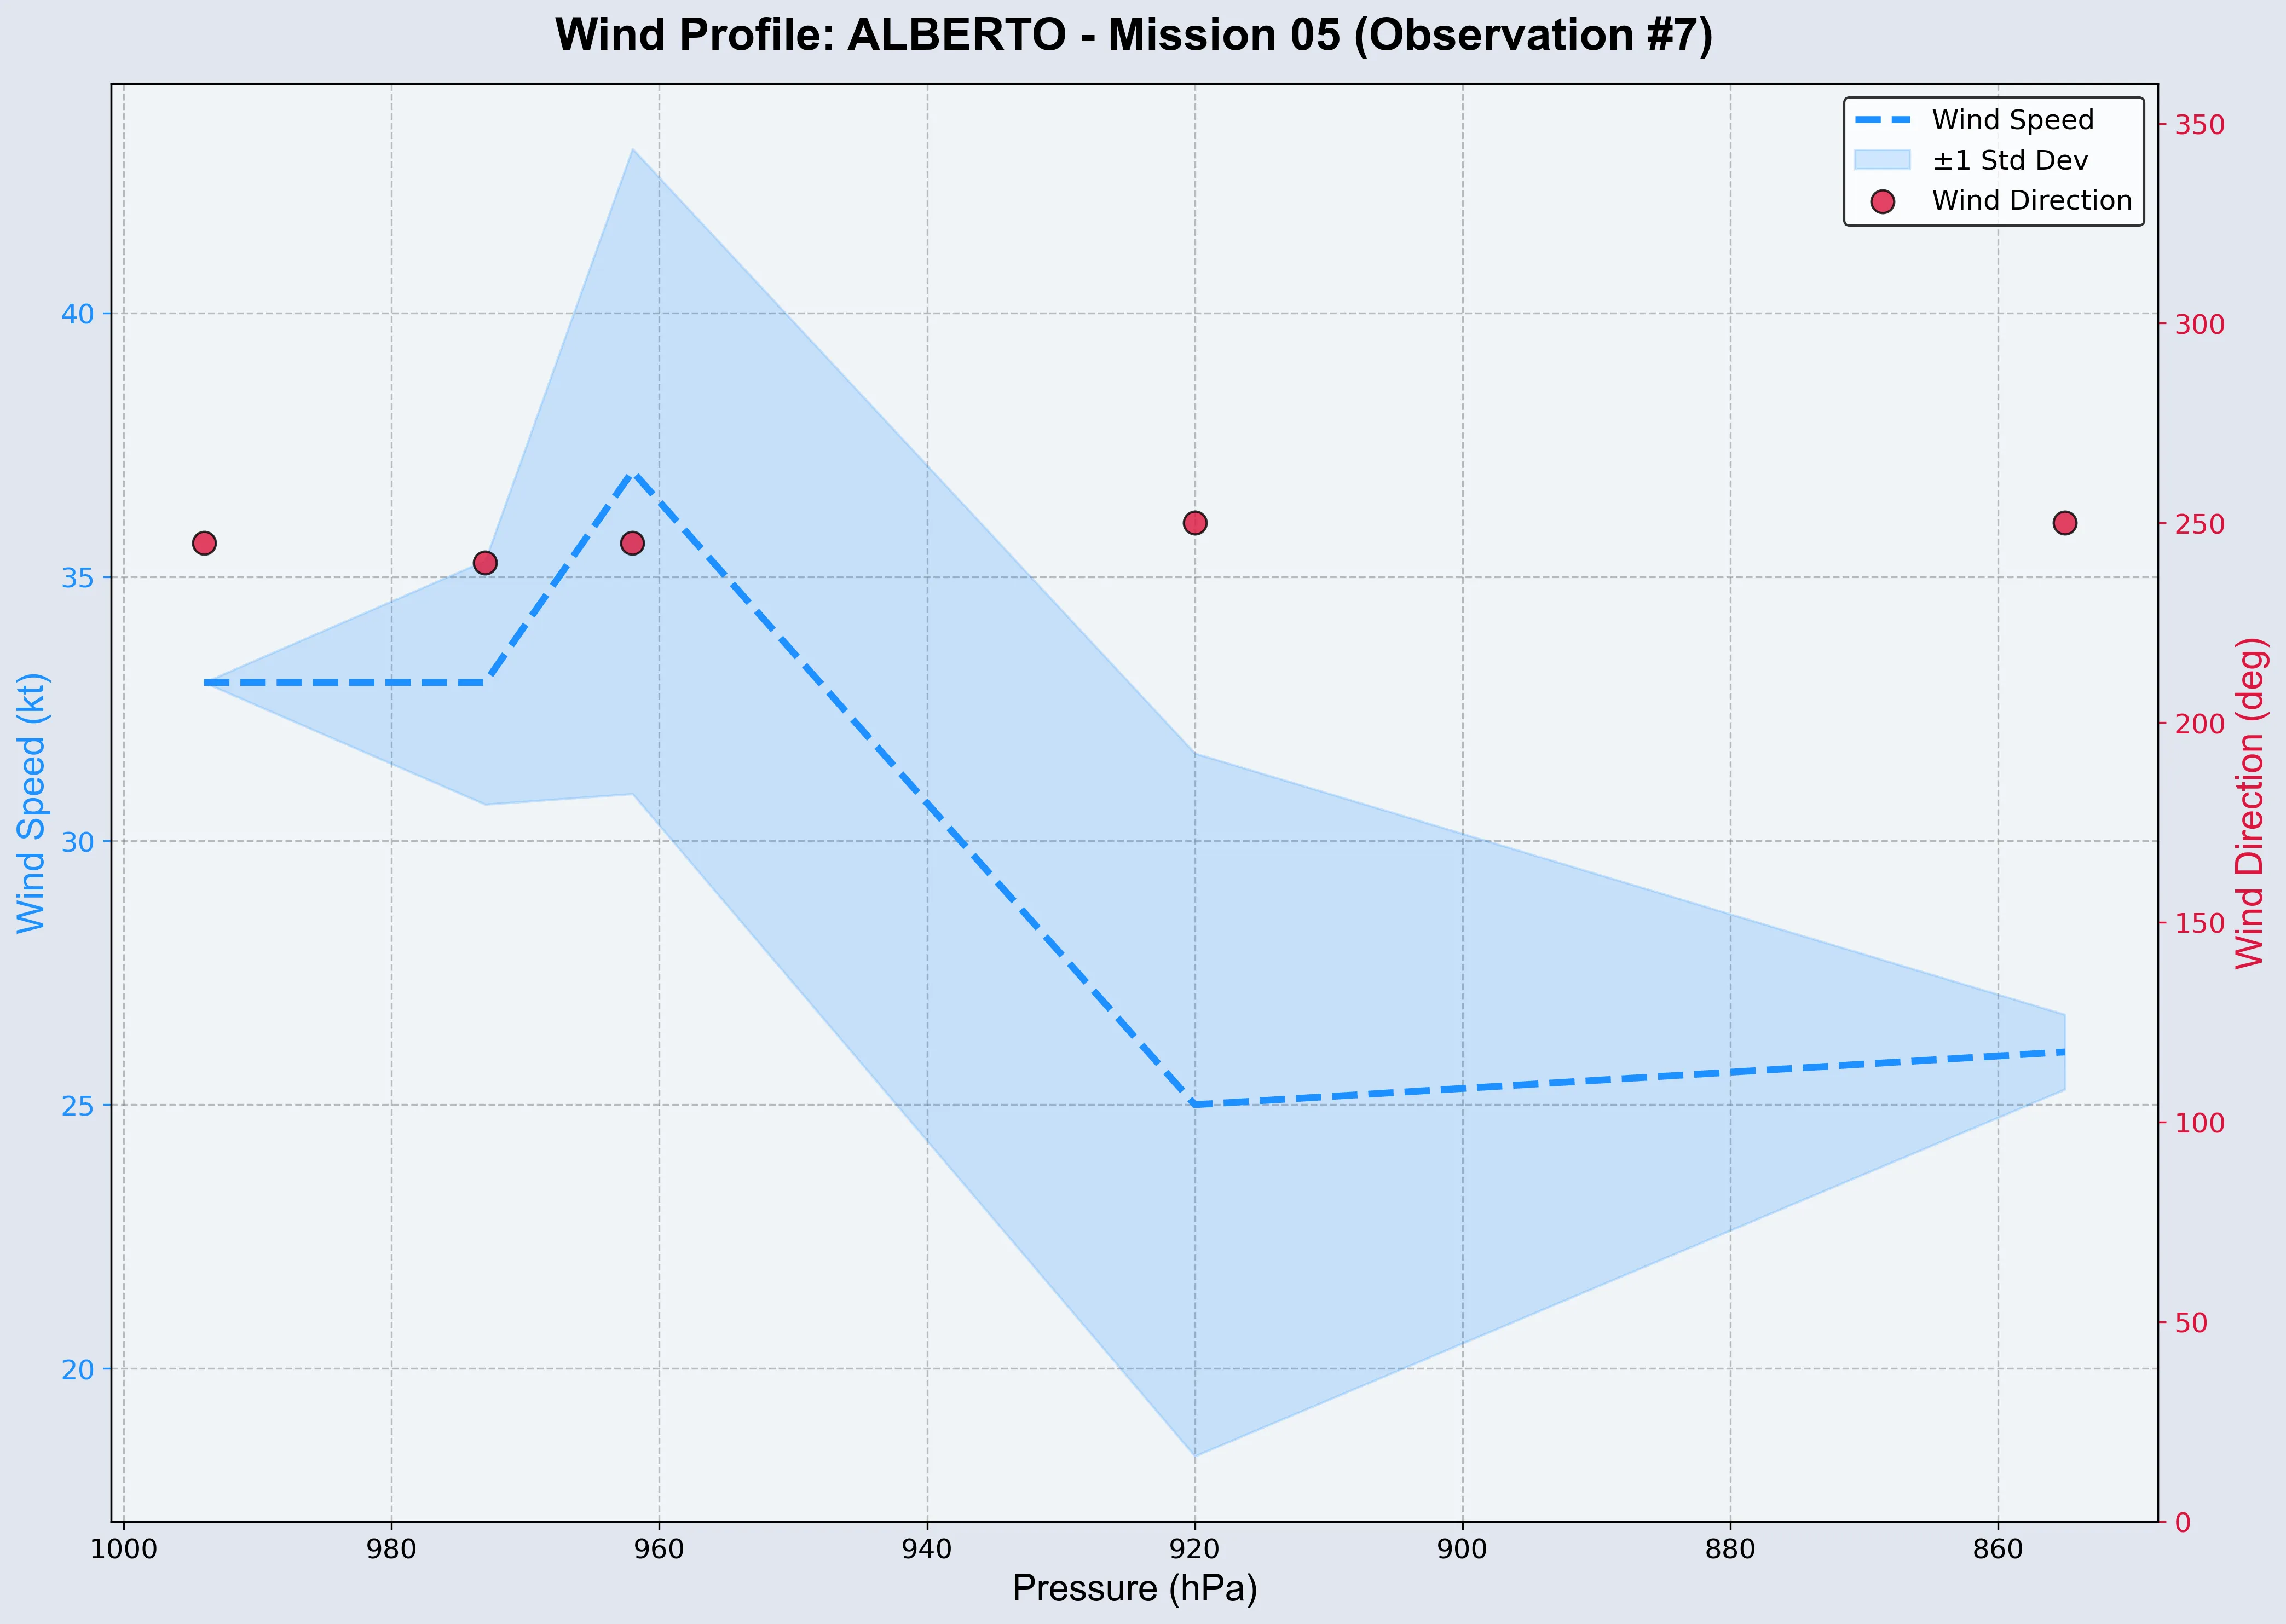 Wind Profile: ALBERTO - Mission 05 (Observation #7)
Wind Speed
±1 Std Dev
Wind Direction
Wind Speed (kt)
40
35
30
25
20
350
300
250
200
150
100
50
0
Wind Direction (deg)
1000 980 960 940 920 900 880 860
Pressure (hPa)